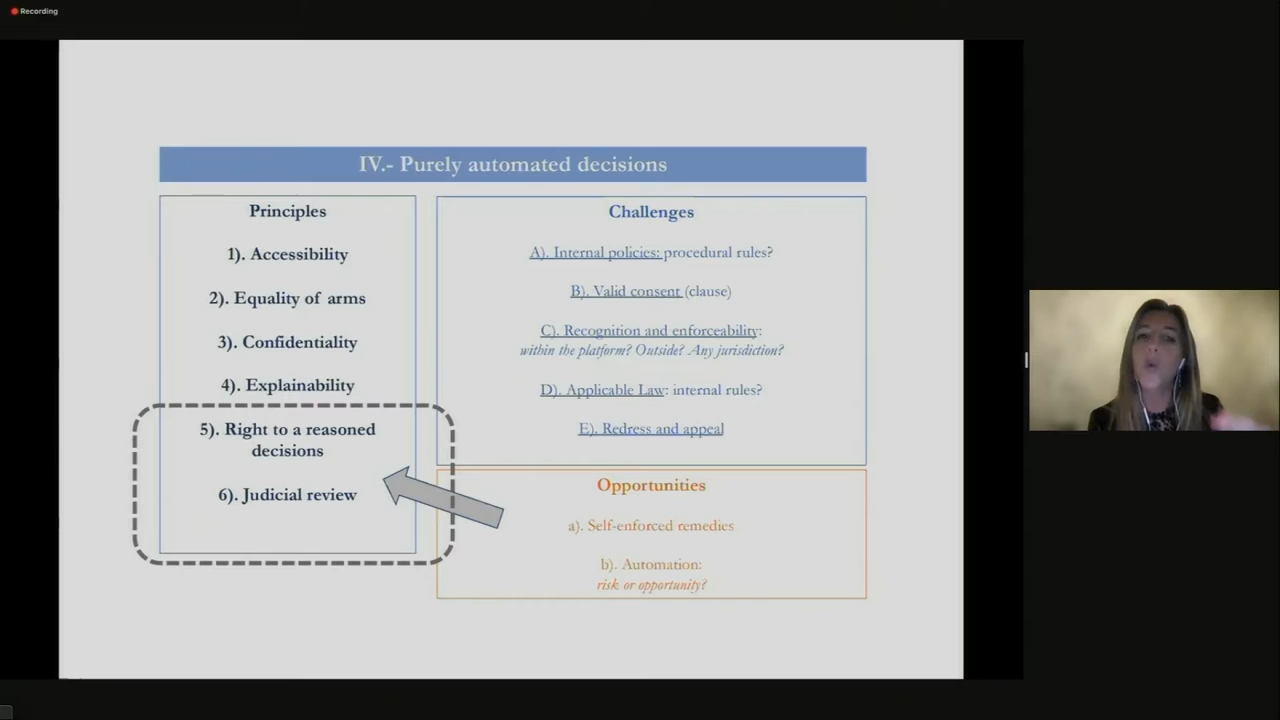 Recording
IV.- Purely automated decisions
Principles
1). Accessibility
2). Equality of arms
3). Confidentiality
4). Explainability
5). Right to a reasoned
decisions
6). Judicial review
Challenges
A). Internal policies: procedural rules?
B). Valid consent (clause)
C). Recognition and enforceability:
within the platform? Outside? Any jurisdiction?
D). Applicable Law: internal rules?
E). Redress and appeal
Opportunities
a). Self-enforced remedies
b). Automation:
risk or opportunity?